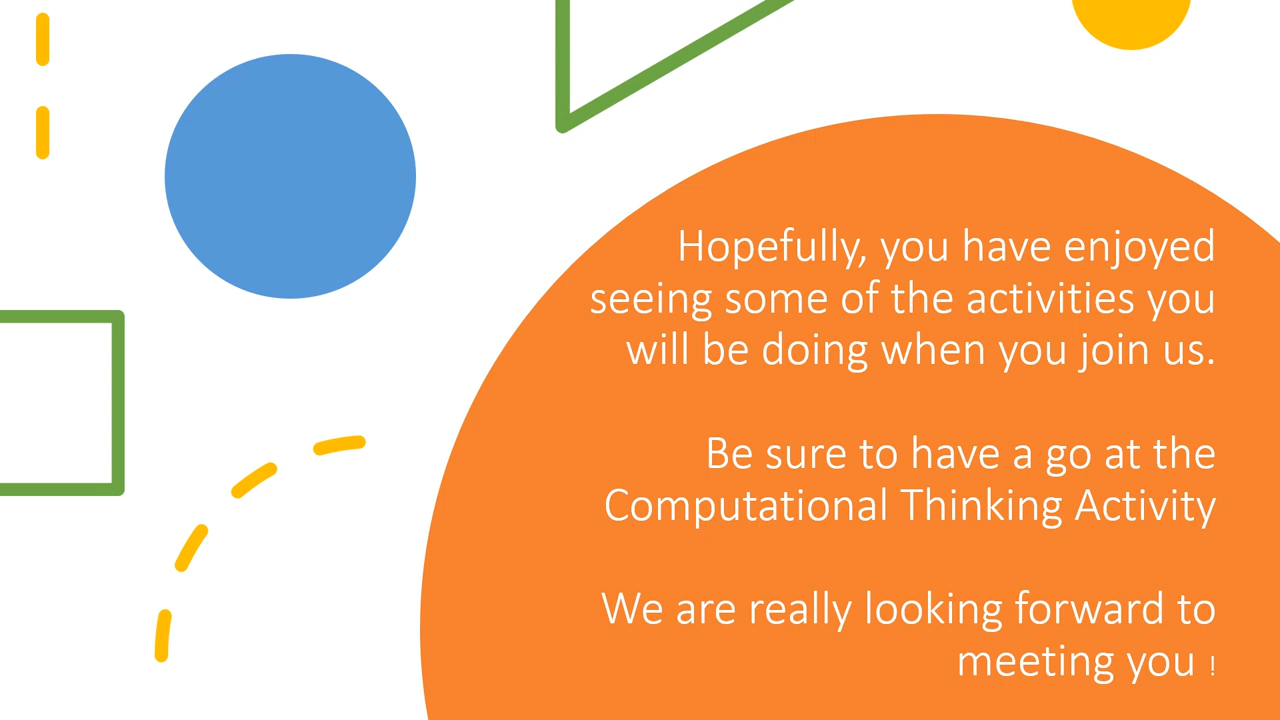 Hopefully, you have enjoyed
seeing some of the activities you
will be doing when you join us.
Be sure to have a go at the
Computational Thinking Activity
We are really looking forward to
meeting you !